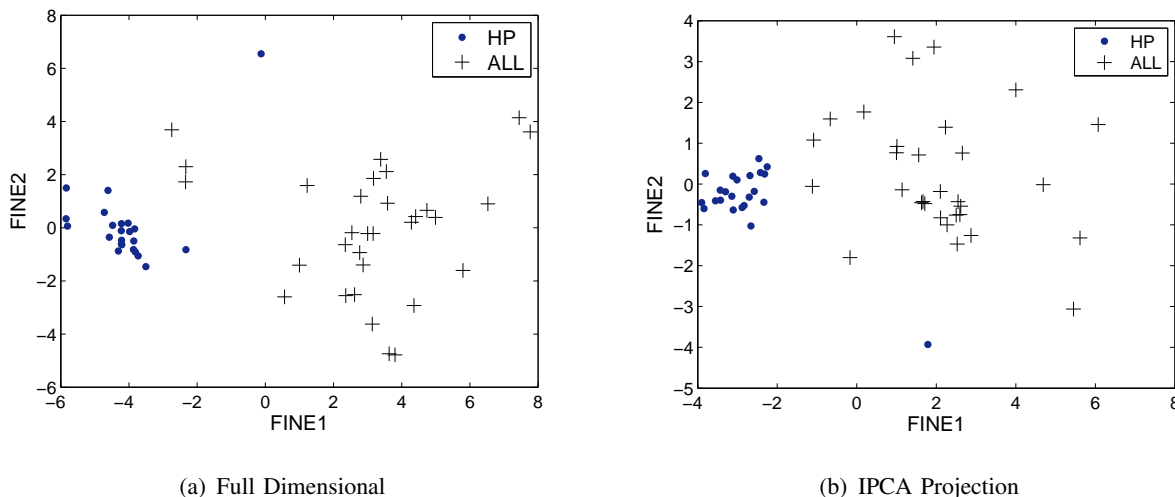 8
6
4
2
0
−2
−4
−6
FINE2
−6 −4 −2 0 2 4 6 8
FINE1
HP
ALL
(a) Full Dimensional
4
3
2
1
0
−1
−2
−3
−4
−5
FINE2
−4 −2 0 2 4 6 8
FINE1
HP
ALL
(b) IPCA Projection